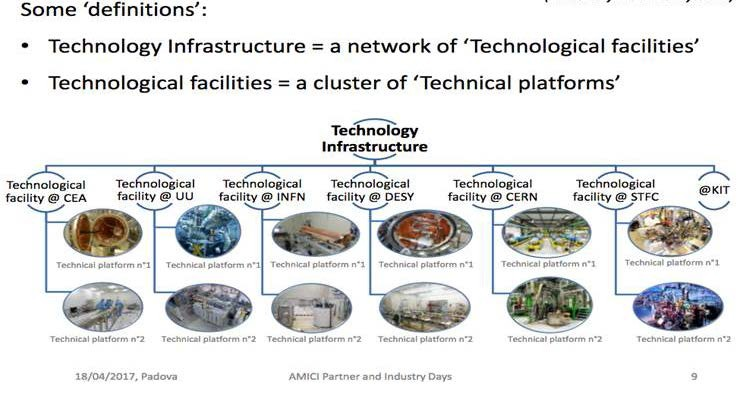 Some ‘definitions’:
• Technology Infrastructure = a network of ‘Technological facilities’
• Technological facilities = a cluster of ‘Technical platforms’
Technology
Infrastructure
Technological
facility @ CEA
Technological
facility @ UU
Technological
facility @ INFN
Technological
facility @ DESY
Technological
facility @ CERN
Technological
facility @ STFC
@KIT
Technical platform n°1
Technical platform n°1
Technical platform n°1
Technical platform n°1
Technical platform n°1
Technical platform n°1
Technical platform n°2
Technical platform n°2
Technical platform n°2
Technical platform n°2
Technical platform n°2
Technical platform n°2
18/04/2017, Padova
AMICI Partner and Industry Days
9